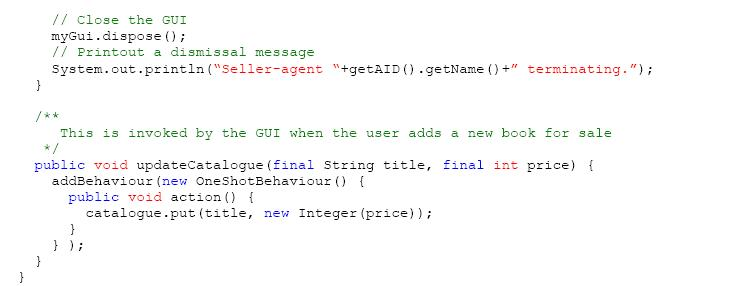 // Close the GUI
myGui.dispose();
// Printout a dismissal message
System.out.println(“Seller-agent “+getAID().getName()+” terminating.”);
}
/**
This is invoked by the GUI when the user adds a new book for sale
*/
public void updateCatalogue(final String title, final int price) {
addBehaviour(new OneShotBehaviour() {
public void action() {
catalogue.put(title, new Integer(price));
}
} );
}
}